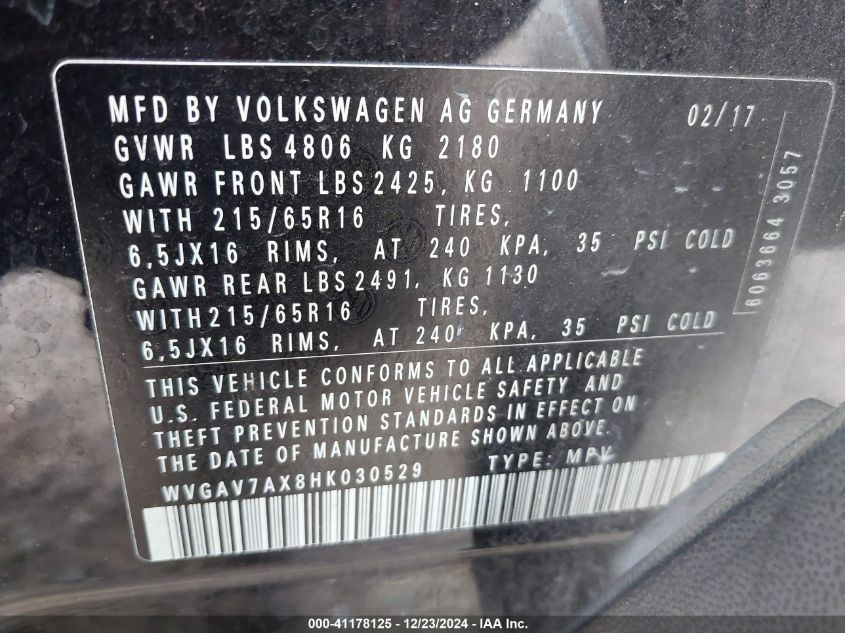 MFD BY VOLKSWAGEN AG GERMANY 02/17
GVWR LBS 4806 KG 2180
GAWR FRONT LBS 2425, KG 1100
WITH 215/65R16 TIRES,
6,5JX16 RIMS, AT 240 KPA, 35 PSI COLD
GAWR REAR LBS 2491, KG 1130
WITH 215/65R16 TIRES,
6,5JX16 RIMS, AT 240 KPA, 35 PSI COLD
6063664 3057
THIS VEHICLE CONFORMS TO ALL APPLICABLE
U.S. FEDERAL MOTOR VEHICLE SAFETY AND
THEFT PREVENTION STANDARDS IN EFFECT ON
THE DATE OF MANUFACTURE SHOWN ABOVE.
WVGAV7AX8HK030529 TYPE: MPV
000-41178125 - 12/23/2024 - IAA Inc.